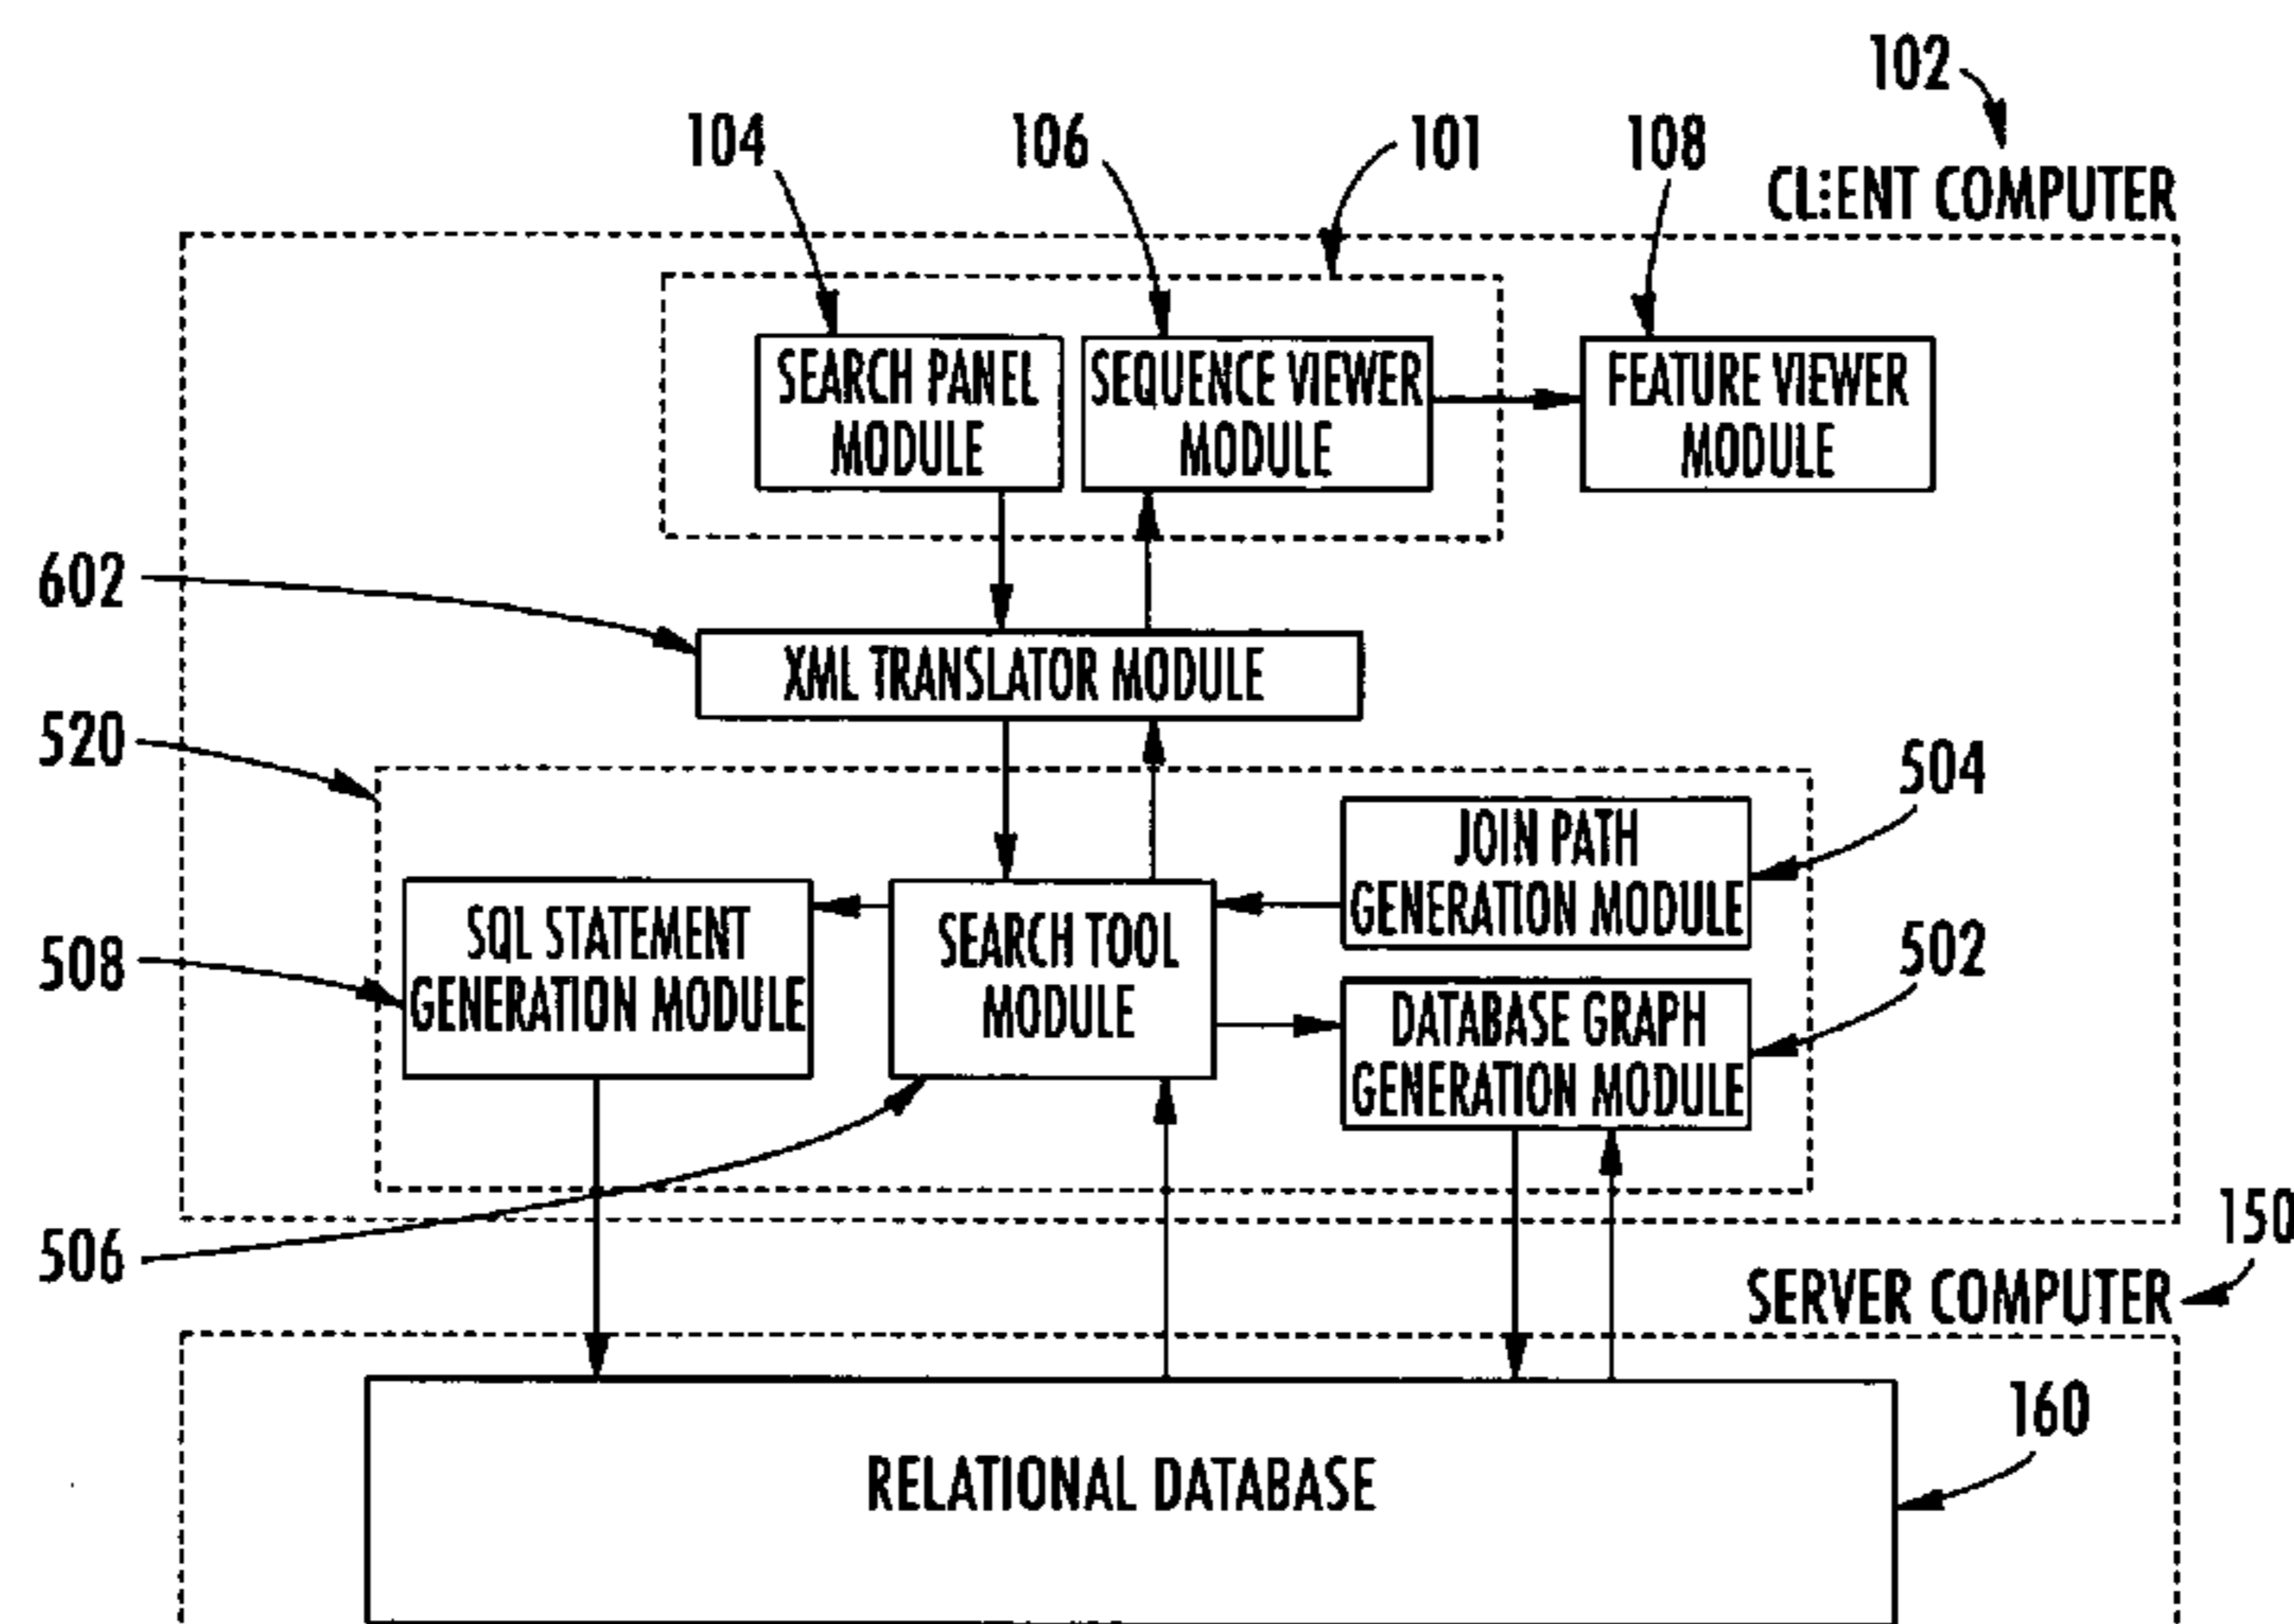 102
104
106
101
108
CLIENT COMPUTER
SEARCH PANEL
MODULE
SEQUENCE VIEWER
MODULE
FEATURE VIEWER
MODULE
602
XML TRANSLATOR MODULE
520
504
JOIN PATH
GENERATION MODULE
508
SQL STATEMENT
GENERATION MODULE
SEARCH TOOL
MODULE
502
DATABASE GRAPH
GENERATION MODULE
506
150
SERVER COMPUTER
160
RELATIONAL DATABASE